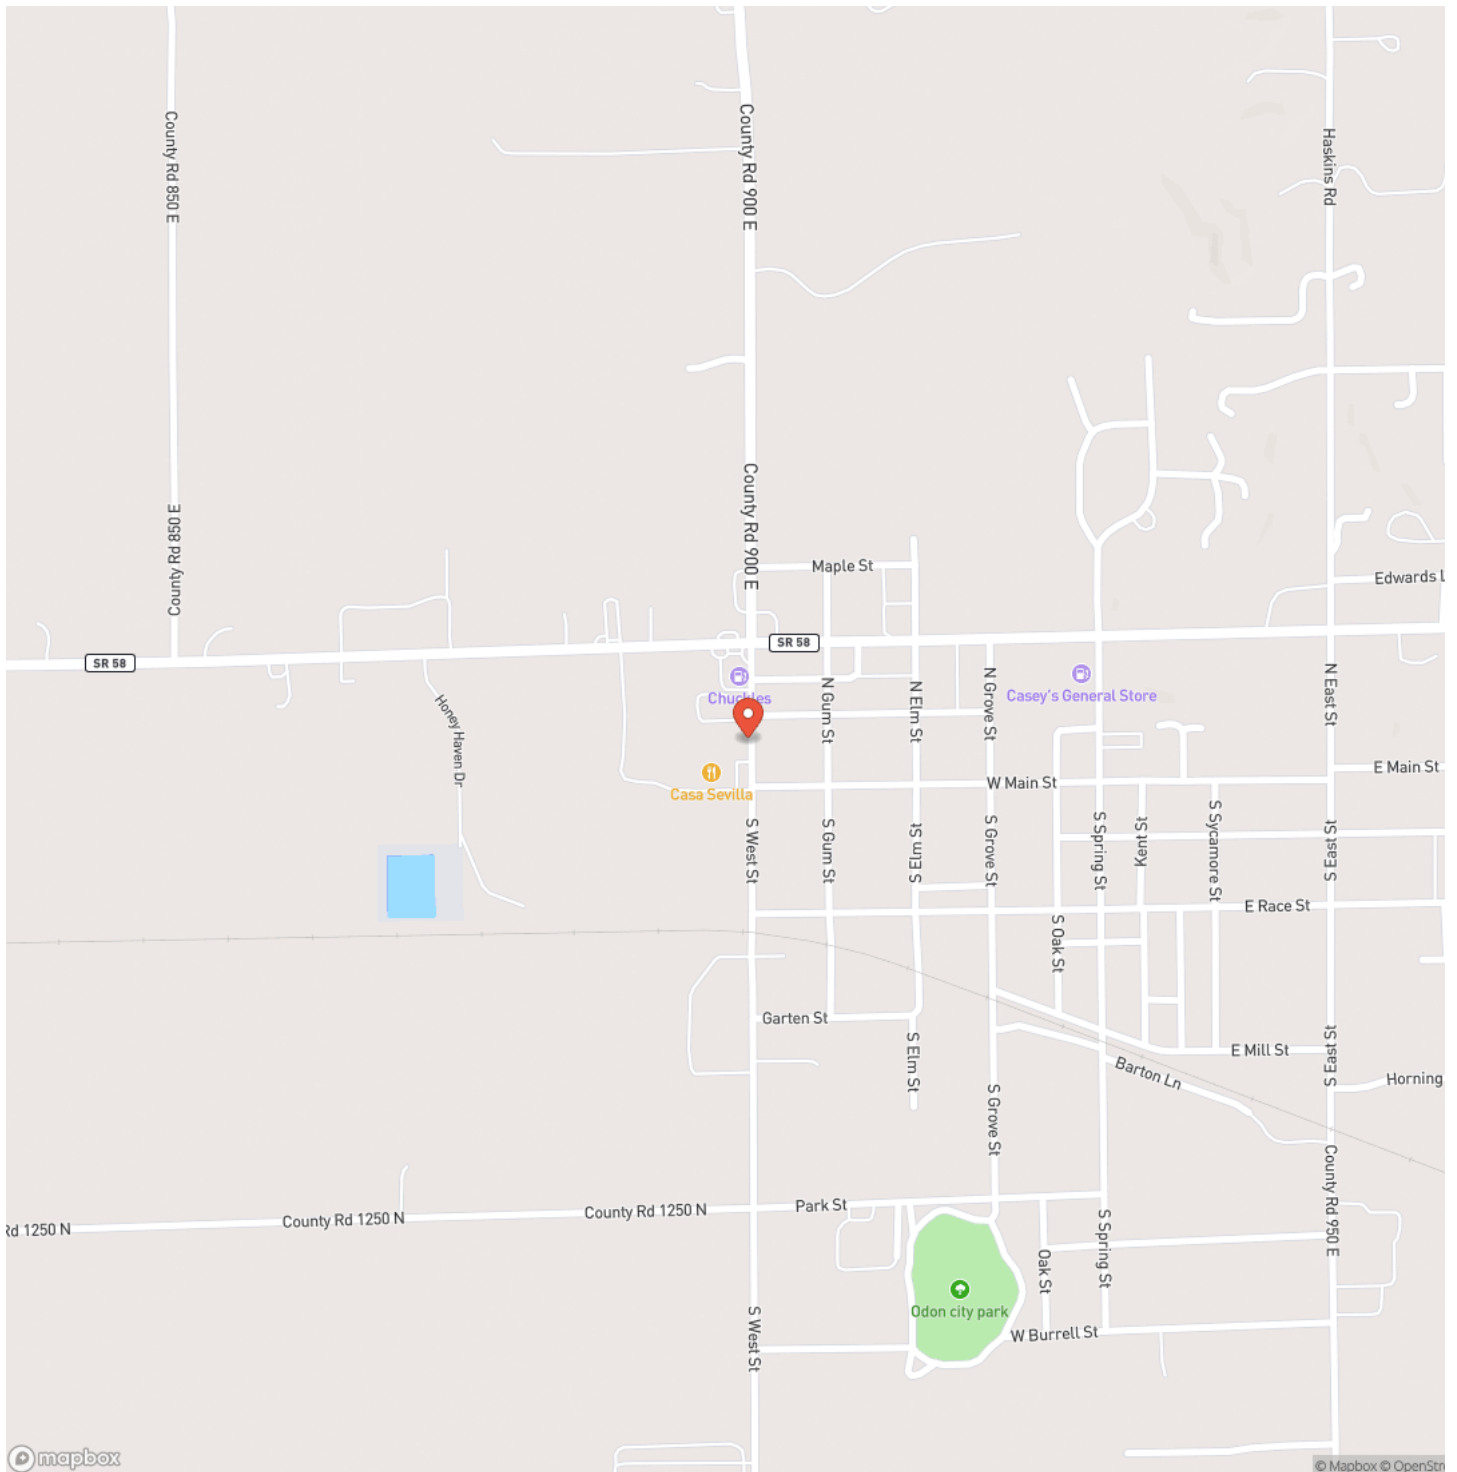 County Rd 850 E
County Rd 900 E
Haskins Rd
County Rd 900 E
County Rd 850 E
Maple St
Edwards L
SR 58
SR 58
Chuckles
Casey's General Store
Honey Haven Dr
N Gum St
N Elm St
N Grove St
N East St
Casa Sevilla
W Main St
E Main St
S West St
S Gum St
S Elm St
S Grove St
S Spring St
Kent St
S Sycamore St
S East St
E Race St
S Oak St
Garten St
S Elm St
E Mill St
S East St
Barton Ln
Horning
S Grove St
County Rd 950 E
Rd 1250 N
County Rd 1250 N
County Rd 1250 N
Park St
S Spring St
Oak St
Odon city park
S West St
W Burrell St
mapbox
© Mapbox © OpenStre